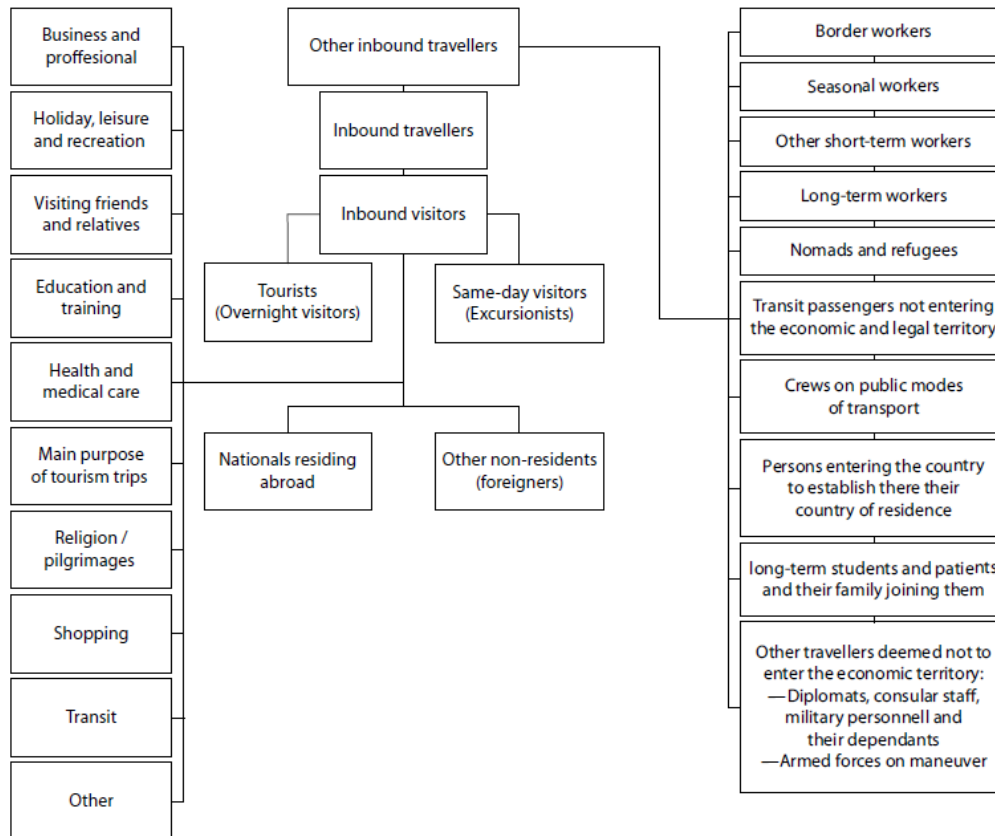 Business and
proffesional
Holiday, leisure
and recreation
Visiting friends
and relatives
Education and
training
Health and
medical care
Main purpose
of tourism trips
Religion /
pilgrimages
Shopping
Transit
Other
Other inbound travellers
Inbound travellers
Inbound visitors
Tourists
(Overnight visitors)
Same-day visitors
(Excursionists)
Nationals residing
abroad
Other non-residents
(foreigners)
Border workers
Seasonal workers
Other short-term workers
Long-term workers
Nomads and refugees
Transit passengers not entering
the economic and legal territory
Crews on public modes
of transport
Persons entering the country
to establish there their
country of residence
long-term students and patients
and their family joining them
Other travellers deemed not to
enter the economic territory:
—Diplomats, consular staff,
military personnell and
their dependants
—Armed forces on maneuver